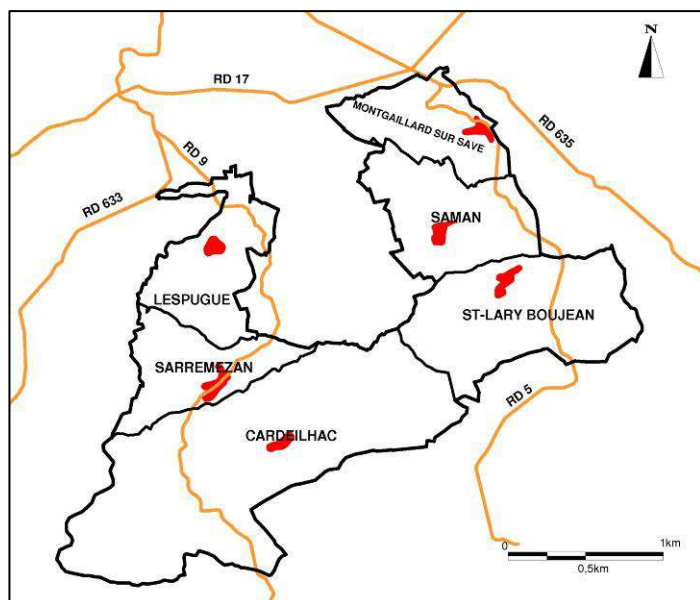 N
RD 17
MONTGAILLARD SUR SAVE
RD 635
RD 9
RD 633
SAMAN
LESPUGUE
ST-LARY BOUJEAN
SARREMEZAN
RD 5
CARDEILHAC
0
1km
0,5km